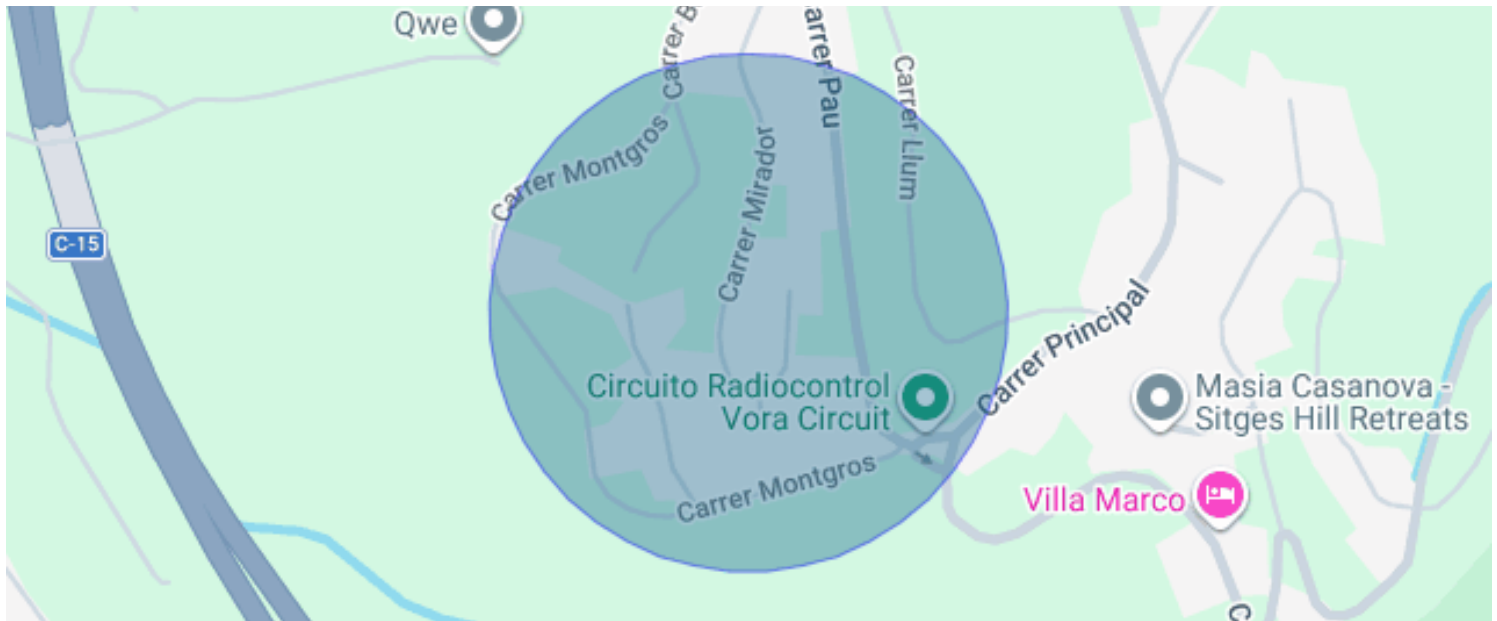 Qwe
Carrer B
arrer Pau
Carrer Llum
Carrer Montgros
Carrer Mirador
C-15
Carrer Principal
Circuito Radiocontrol
Vora Circuit
Masia Casanova -
Sitges Hill Retreats
Carrer Montgros
Villa Marco
C